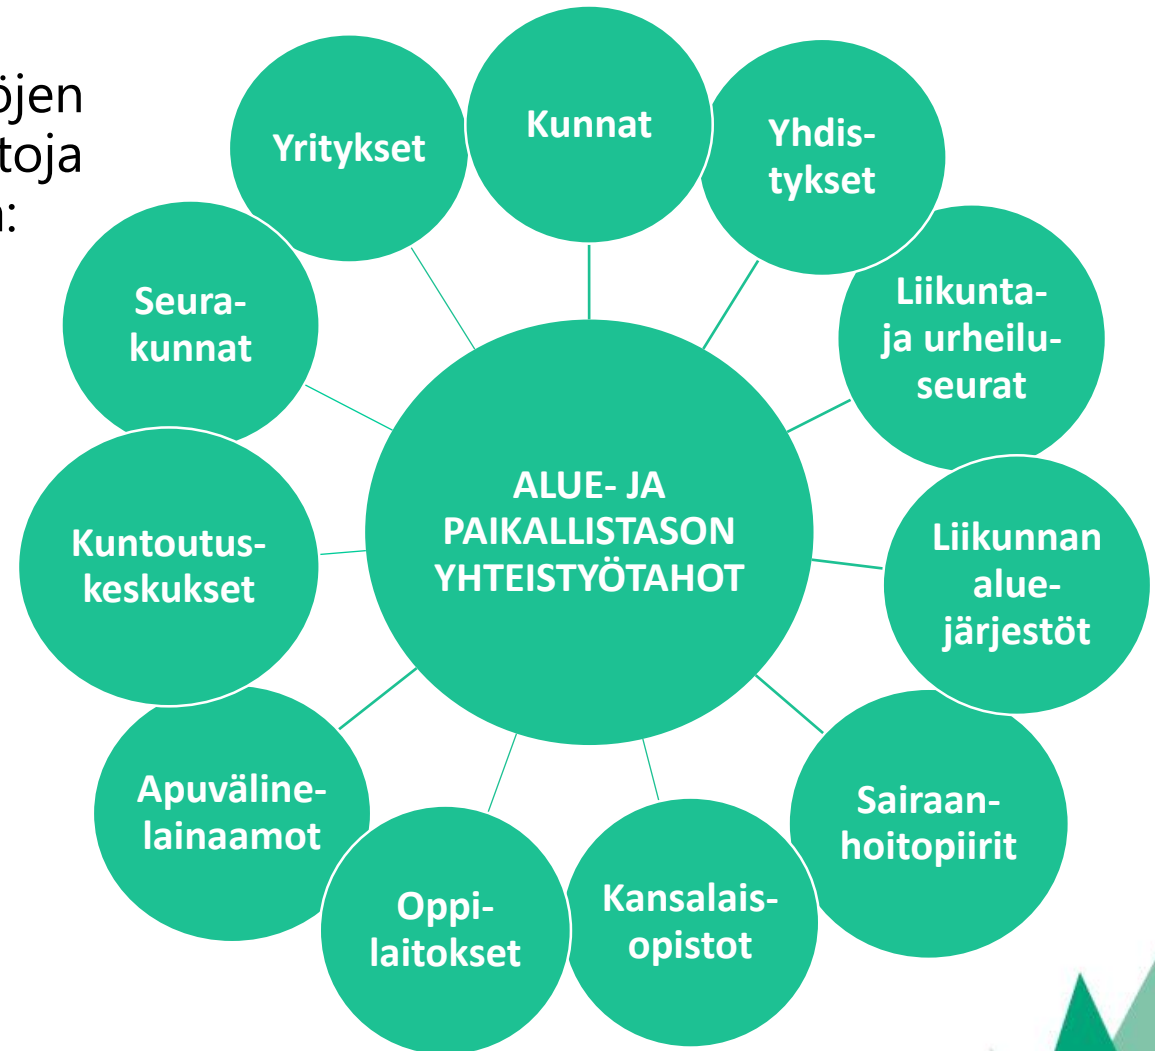 öjen
toja
:
Kunnat
Yhdis-
tykset
Liikunta-
ja urheilu-
seurat
Liikunnan
alue-
järjestöt
Sairaan-
hoitopiirit
Kansalais-
opistot
Oppi-
laitokset
Apuväline-
lainaamot
Kuntoutus-
keskukset
Seura-
kunnat
Yritykset
ALUE- JA
PAIKALLISTASON
YHTEISTYÖTAHOT